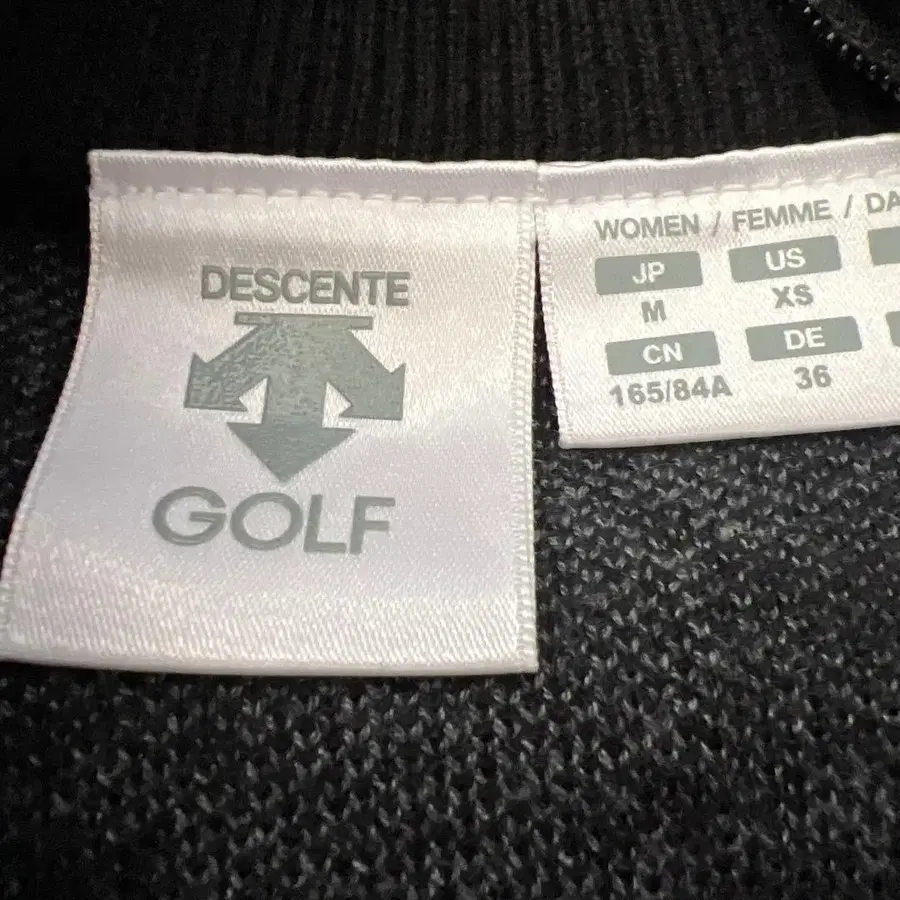 DESCENTE
GOLF
WOMEN / FEMME /
JP US
M XS
CN DE
165/84A 36